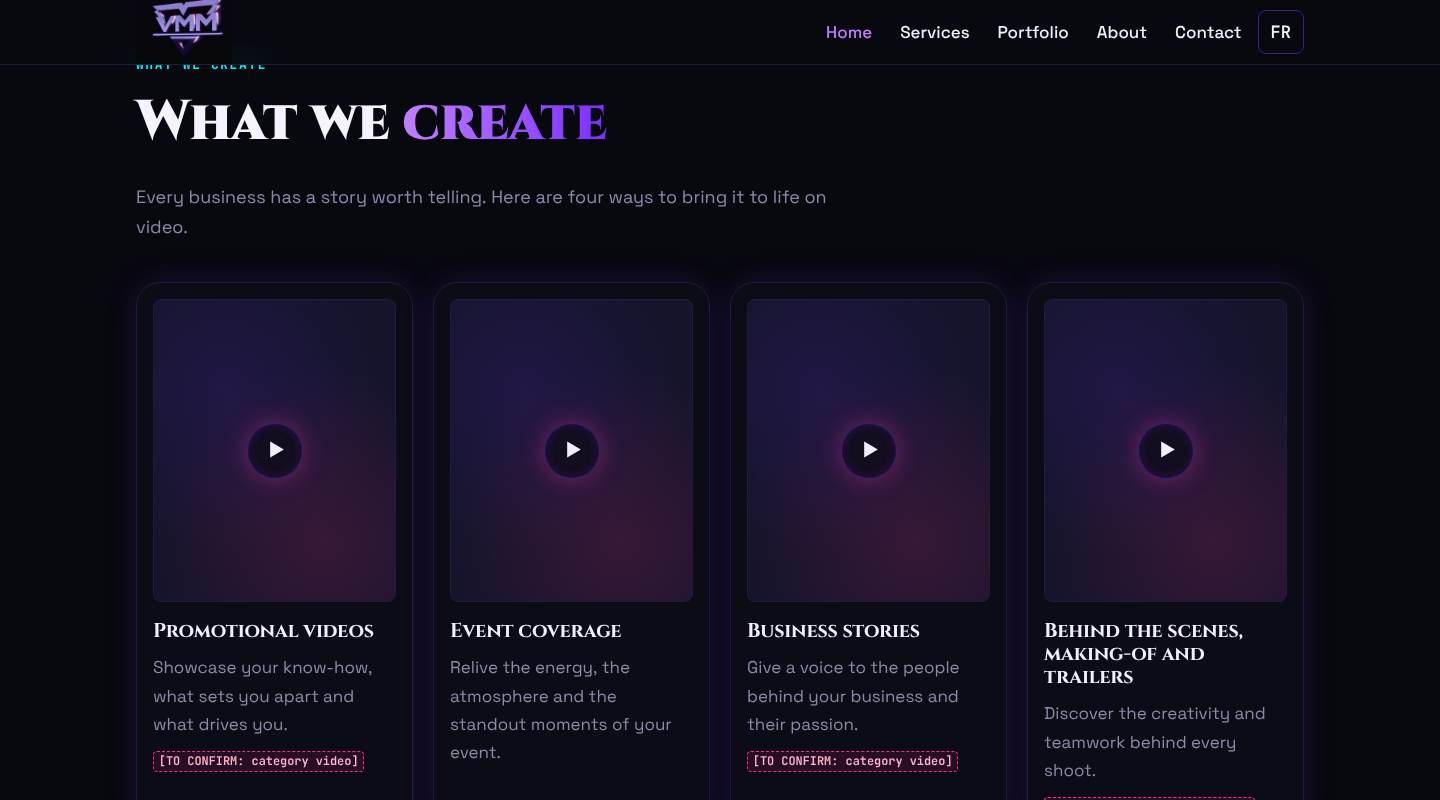 VMM
Home Services Portfolio About Contact FR
WHAT WE CREATE
What we create
Every business has a story worth telling. Here are four ways to bring it to life on
video.
Promotional videos
Showcase your know-how,
what sets you apart and
what drives you.
[TO CONFIRM: category video]
Event coverage
Relive the energy, the
atmosphere and the
standout moments of your
event.
Business stories
Give a voice to the people
behind your business and
their passion.
[TO CONFIRM: category video]
Behind the scenes,
making-of and
trailers
Discover the creativity and
teamwork behind every
shoot.